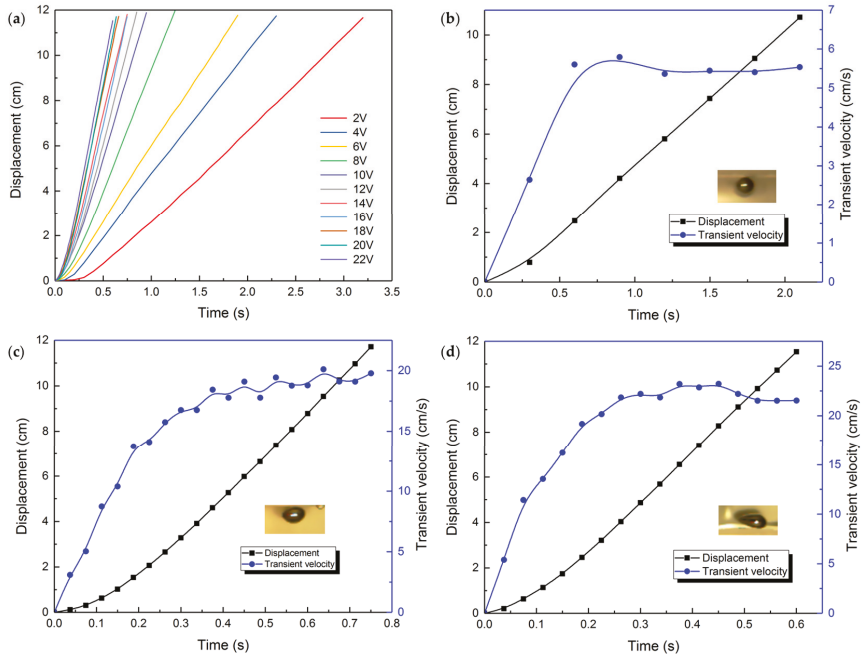 (a)
12
10
8
6
4
2
0
Displacement (cm)
0.0 0.5 1.0 1.5 2.0 2.5 3.0 3.5
Time (s)
2V
4V
6V
8V
10V
12V
14V
16V
18V
20V
22V
(b)
10
8
6
4
2
0
Displacement (cm)
7
6
5
4
3
2
1
0
Transient velocity (cm/s)
0.0 0.5 1.0 1.5 2.0
Time (s)
Displacement
Transient velocity
(c)
12
10
8
6
4
2
0
Displacement (cm)
20
15
10
5
0
Transient velocity (cm/s)
0.0 0.1 0.2 0.3 0.4 0.5 0.6 0.7 0.8
Time (s)
Displacement
Transient velocity
(d)
12
10
8
6
4
2
0
Displacement (cm)
25
20
15
10
5
0
Transient velocity (cm/s)
0.0 0.1 0.2 0.3 0.4 0.5 0.6
Time (s)
Displacement
Transient velocity